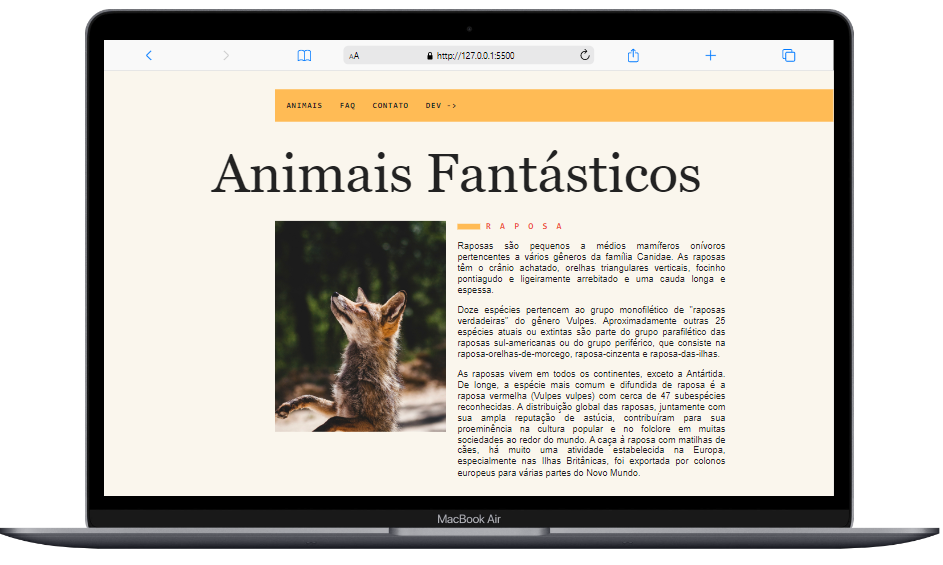 AA http://127.0.0.1:5500
ANIMAIS FAQ CONTATO DEV ->
Animais Fantásticos
RAPOSA
Raposas são pequenos a médios mamíferos onívoros
pertencentes a vários gêneros da família Canidae. As raposas
têm o crânio achatado, orelhas triangulares verticais, focinho
pontiagudo e ligeiramente arrebitado e uma cauda longa e
espessa.
Doze espécies pertencem ao grupo monofilético de "raposas
verdadeiras" do gênero Vulpes. Aproximadamente outras 25
espécies atuais ou extintas são parte do grupo parafilético das
raposas sul-americanas ou do grupo periférico, que consiste na
raposa-orelhas-de-morcego, raposa-cinzenta e raposa-das-ilhas.
As raposas vivem em todos os continentes, exceto a Antártida.
De longe, a espécie mais comum e difundida de raposa é a
raposa vermelha (Vulpes vulpes) com cerca de 47 subespécies
reconhecidas. A distribuição global das raposas, juntamente com
sua ampla reputação de astúcia, contribuíram para sua
proeminência na cultura popular e no folclore em muitas
sociedades ao redor do mundo. A caça à raposa com matilhas de
cães, há muito uma atividade estabelecida na Europa,
especialmente nas Ilhas Britânicas, foi exportada por colonos
europeus para várias partes do Novo Mundo.
MacBook Air